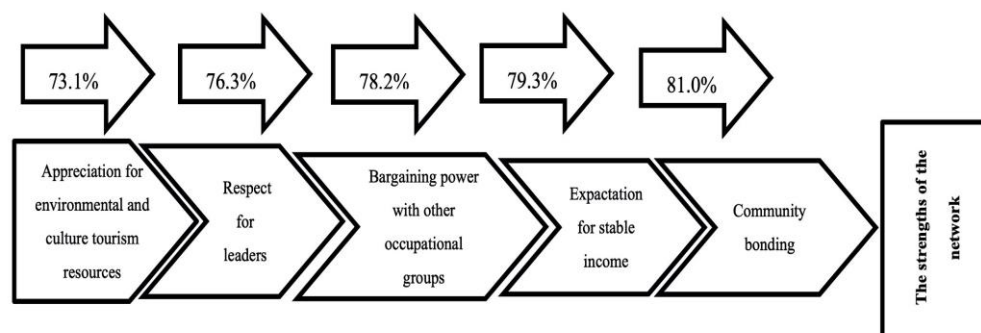 73.1%
76.3%
78.2%
79.3%
81.0%
Appreciation for
environmental and
culture tourism
resources
Respect
for
leaders
Bargaining power
with other
occupational
groups
Expactation
for stable
income
Community
bonding
The strengths of the
network